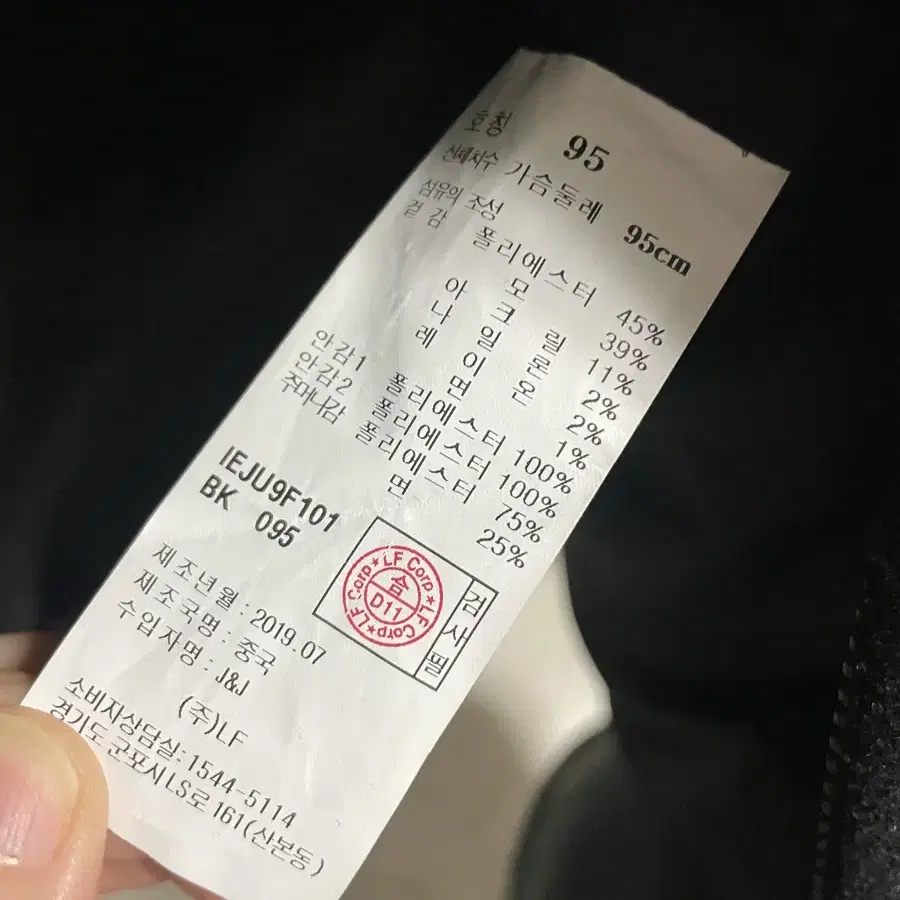 호칭 95
신체치수 가슴둘레 95cm
섬유의 조성
겉감 폴리에스터 45%
모 39%
아크릴 11%
나일론 2%
레이온 2%
면 1%
안감1 폴리에스터 100%
안감2 폴리에스터 100%
주머니감 폴리에스터 75%
면 25%
IEJU9F101
BK 095
검사필
LF Corp★LF Corp★LF Corp★
합
D11
제조년월 : 2019.07
제조국명 : 중국
수입자명 : J&J
(주)LF
소비자상담실: 1544-5114
경기도 군포시 LS로 161(산본동)